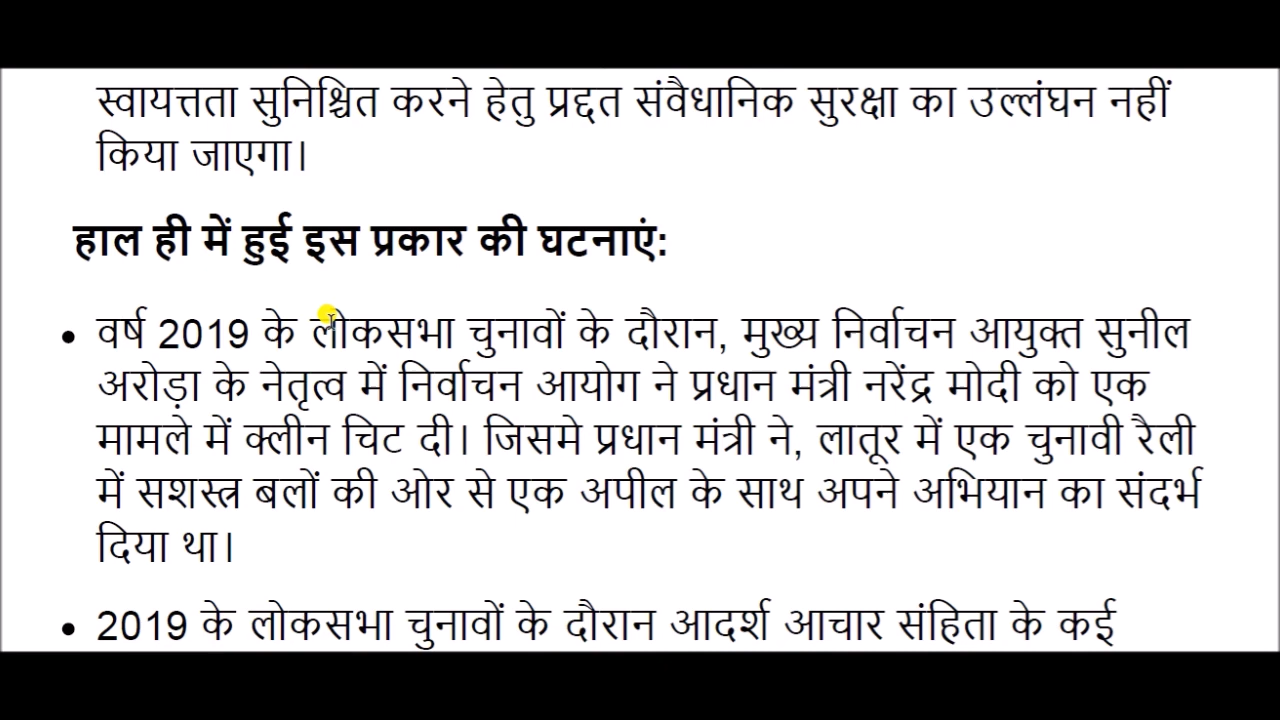 स्वायत्तता सुनिश्चित करने हेतु प्रद्दत संवैधानिक सुरक्षा का उल्लंघन नहीं
किया जाएगा।
हाल ही में हुई इस प्रकार की घटनाएं:
• वर्ष 2019 के लोकसभा चुनावों के दौरान, मुख्य निर्वाचन आयुक्त सुनील
अरोड़ा के नेतृत्व में निर्वाचन आयोग ने प्रधान मंत्री नरेंद्र मोदी को एक
मामले में क्लीन चिट दी। जिसमे प्रधान मंत्री ने, लातूर में एक चुनावी रैली
में सशस्त्र बलों की ओर से एक अपील के साथ अपने अभियान का संदर्भ
दिया था।
• 2019 के लोकसभा चुनावों के दौरान आदर्श आचार संहिता के कई